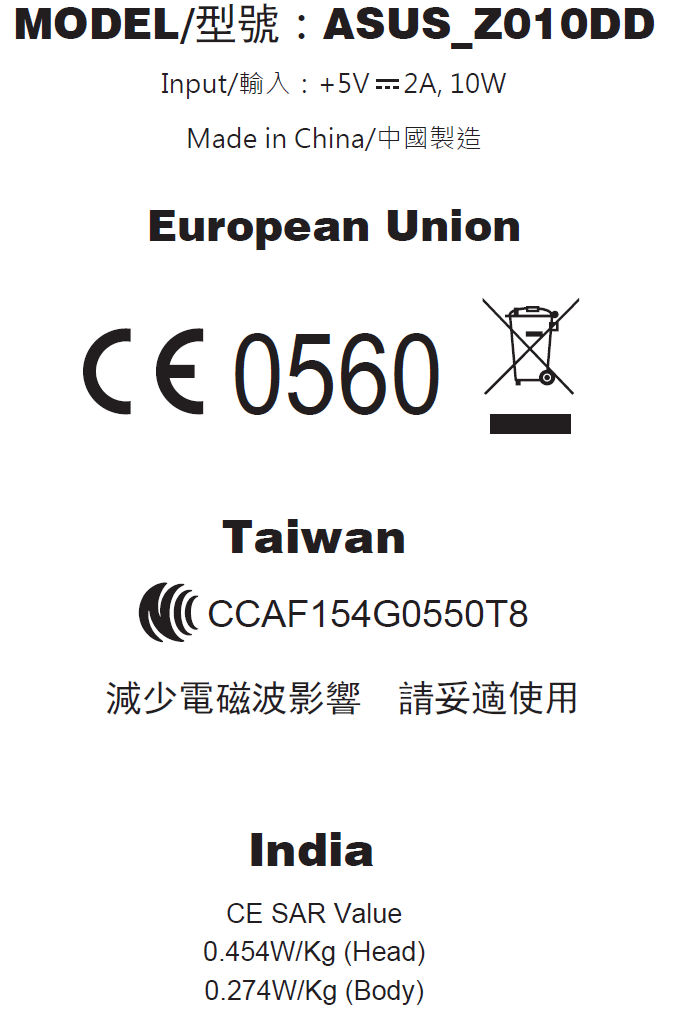 MODEL/型號：ASUS_Z010DD
Input/輸入：+5V⎓2A, 10W
Made in China/中國製造
European Union
CE 0560
Taiwan
CCAF154G0550T8
減少電磁波影響　請妥適使用
India
CE SAR Value
0.454W/Kg (Head)
0.274W/Kg (Body)